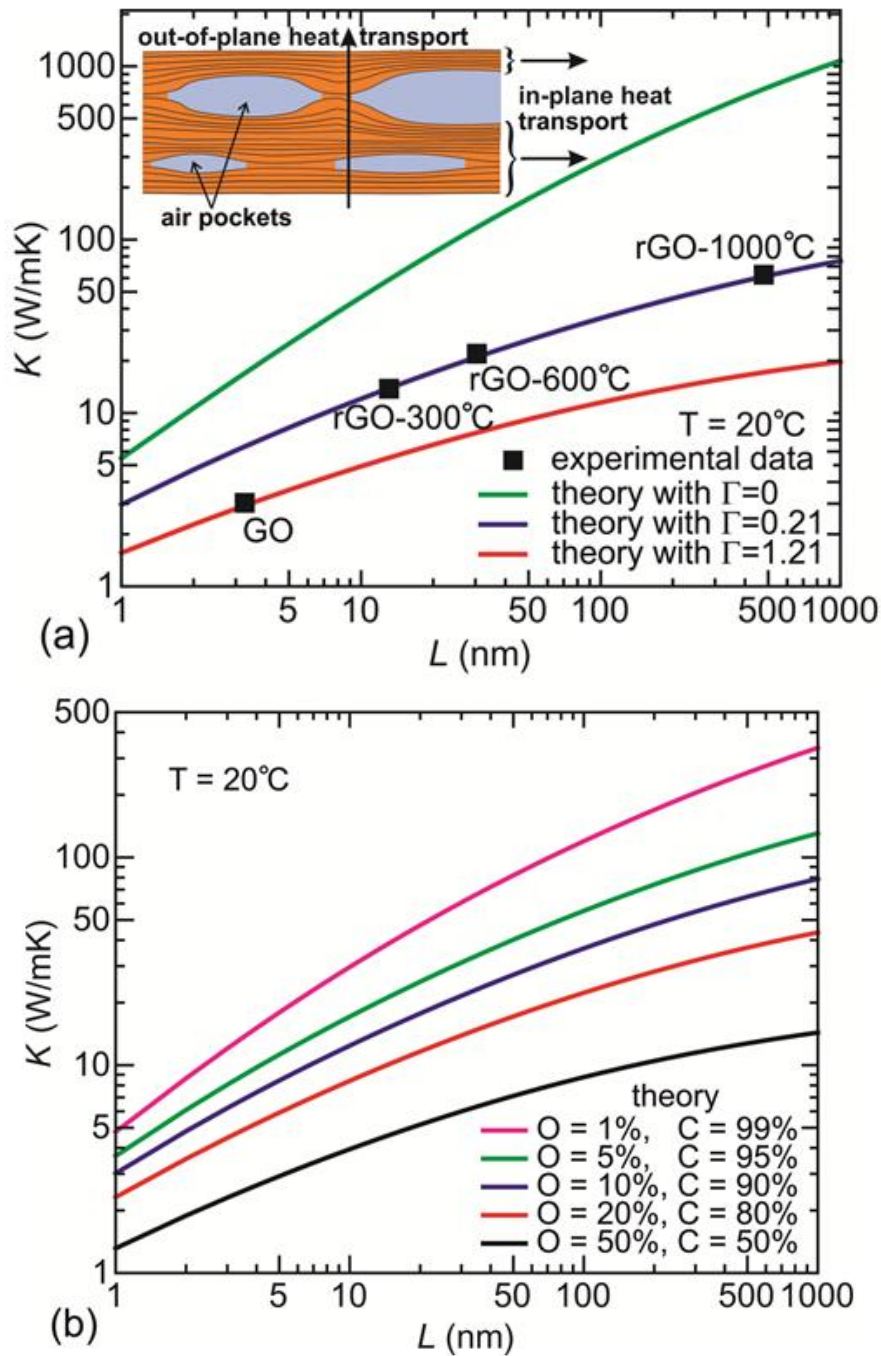 out-of-plane heat transport
in-plane heat
transport
air pockets
1000
500
100
50
10
5
1
K (W/mK)
rGO-1000°C
rGO-600°C
rGO-300°C
GO
T = 20°C
experimental data
theory with Γ=0
theory with Γ=0.21
theory with Γ=1.21
1 5 10 50 100 500 1000
(a)
L (nm)
500
100
50
10
5
1
K (W/mK)
T = 20°C
theory
O = 1%, C = 99%
O = 5%, C = 95%
O = 10%, C = 90%
O = 20%, C = 80%
O = 50%, C = 50%
1 5 10 50 100 500 1000
(b)
L (nm)